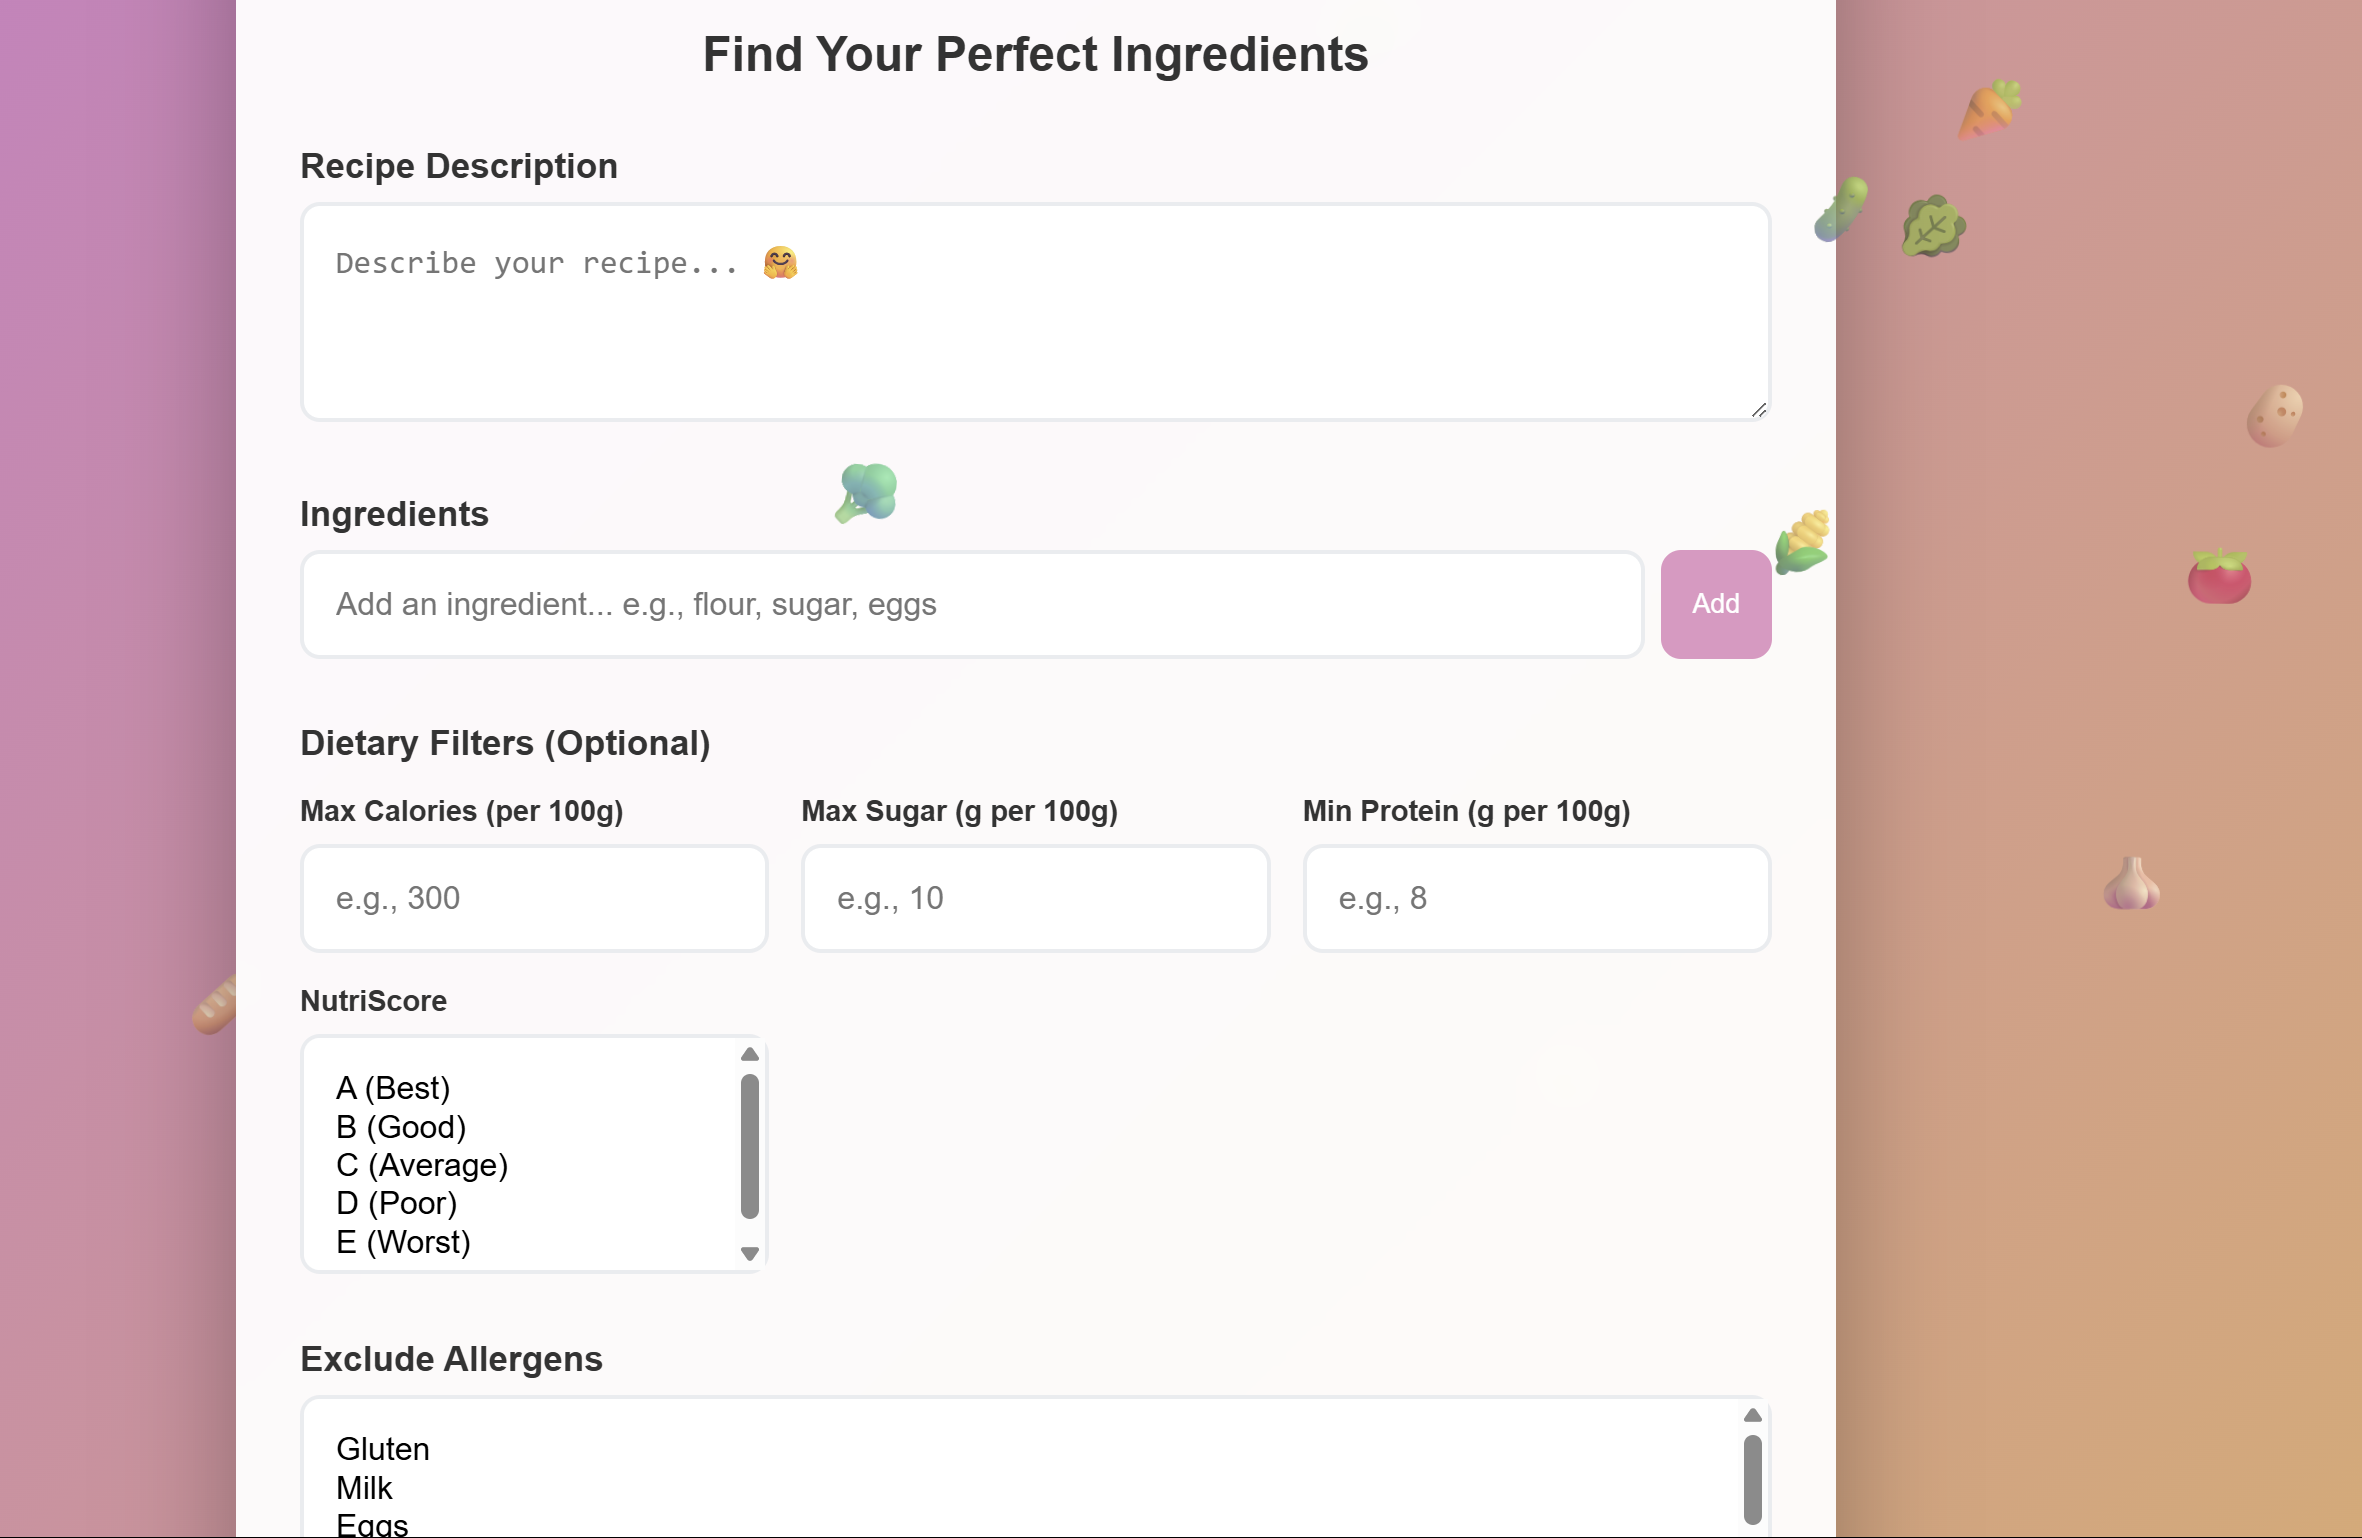 Find Your Perfect Ingredients
Recipe Description
Describe your recipe... 🤗
Ingredients
Add an ingredient... e.g., flour, sugar, eggs
Add
Dietary Filters (Optional)
Max Calories (per 100g)
Max Sugar (g per 100g)
Min Protein (g per 100g)
e.g., 300
e.g., 10
e.g., 8
NutriScore
A (Best)
B (Good)
C (Average)
D (Poor)
E (Worst)
Exclude Allergens
Gluten
Milk
Eggs